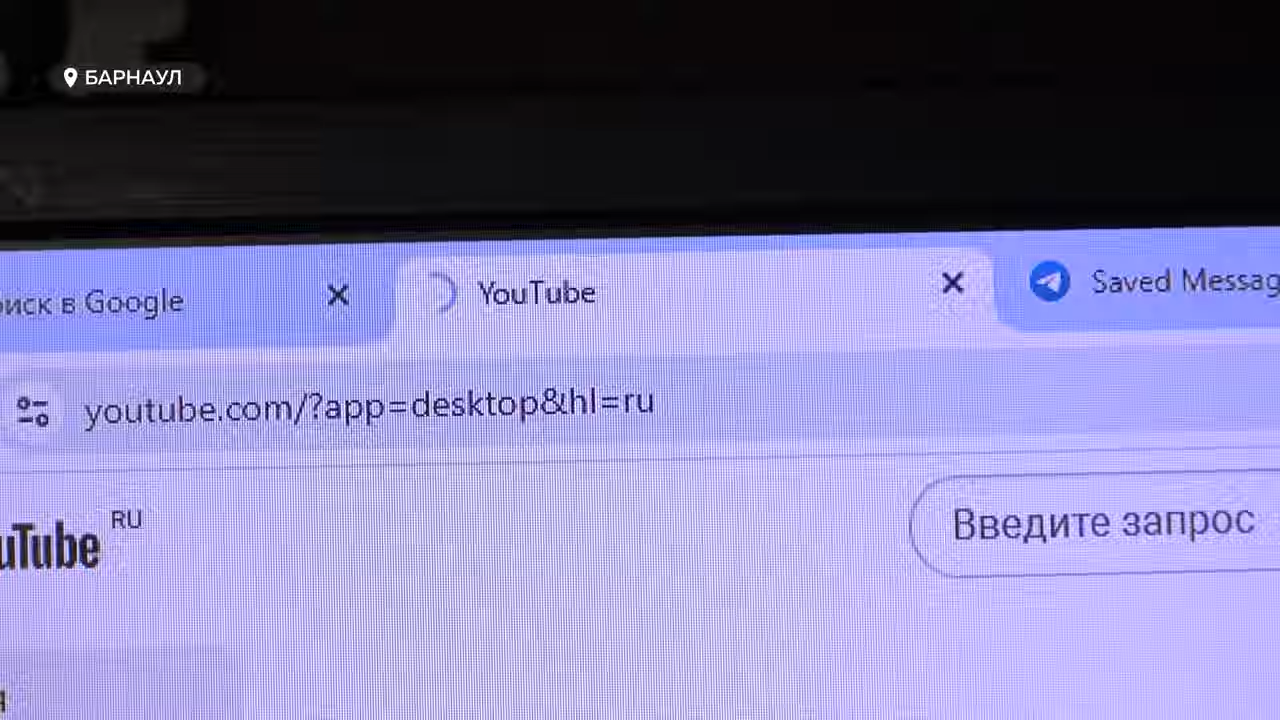 БАРНАУЛ
иск в Google
YouTube
Saved Messag
youtube.com/?app=desktop&hl=ru
uTube RU
Введите запрос